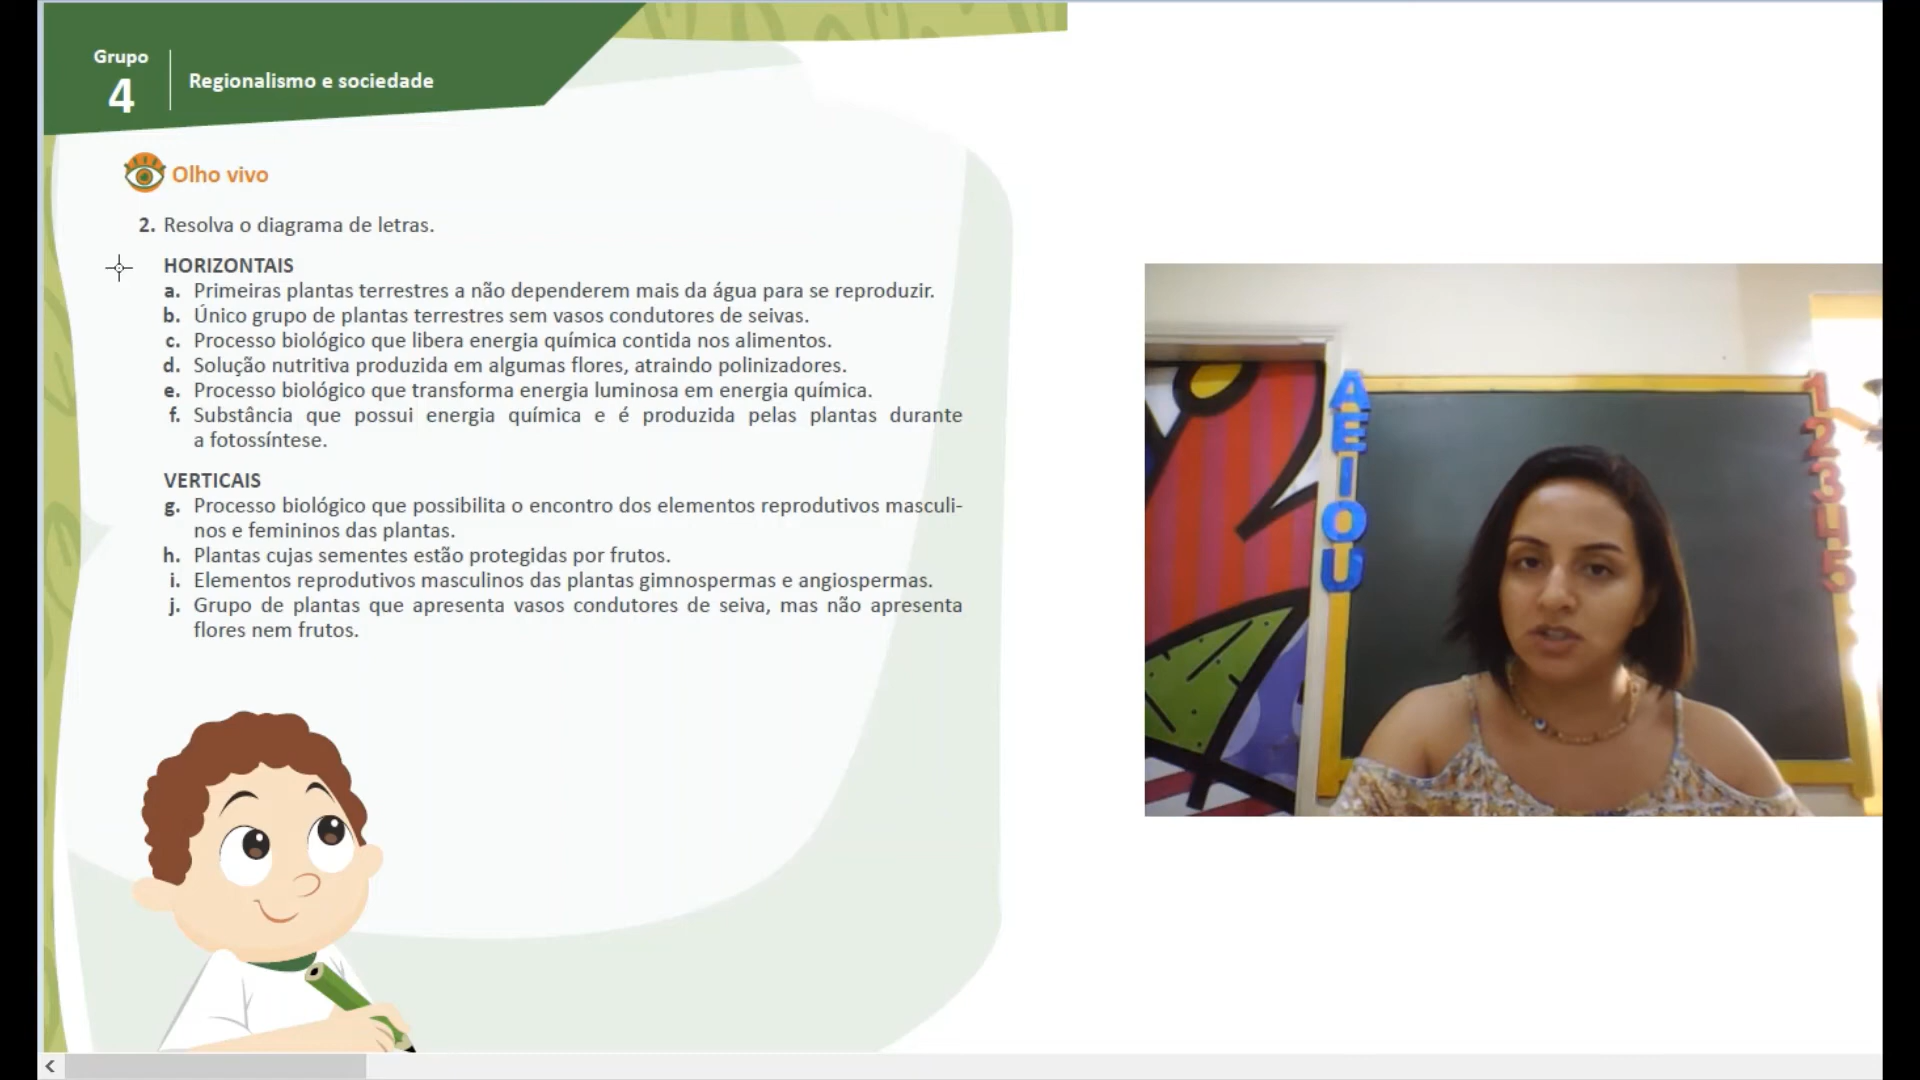 Grupo
4
Regionalismo e sociedade
Olho vivo
2. Resolva o diagrama de letras.
HORIZONTAIS
a. Primeiras plantas terrestres a não dependerem mais da água para se reproduzir.
b. Único grupo de plantas terrestres sem vasos condutores de seivas.
c. Processo biológico que libera energia química contida nos alimentos.
d. Solução nutritiva produzida em algumas flores, atraindo polinizadores.
e. Processo biológico que transforma energia luminosa em energia química.
f. Substância que possui energia química e é produzida pelas plantas durante
a fotossíntese.
VERTICAIS
g. Processo biológico que possibilita o encontro dos elementos reprodutivos masculi-
nos e femininos das plantas.
h. Plantas cujas sementes estão protegidas por frutos.
i. Elementos reprodutivos masculinos das plantas gimnospermas e angiospermas.
j. Grupo de plantas que apresenta vasos condutores de seiva, mas não apresenta
flores nem frutos.
A
E
I
O
U
1
2
3
4
5